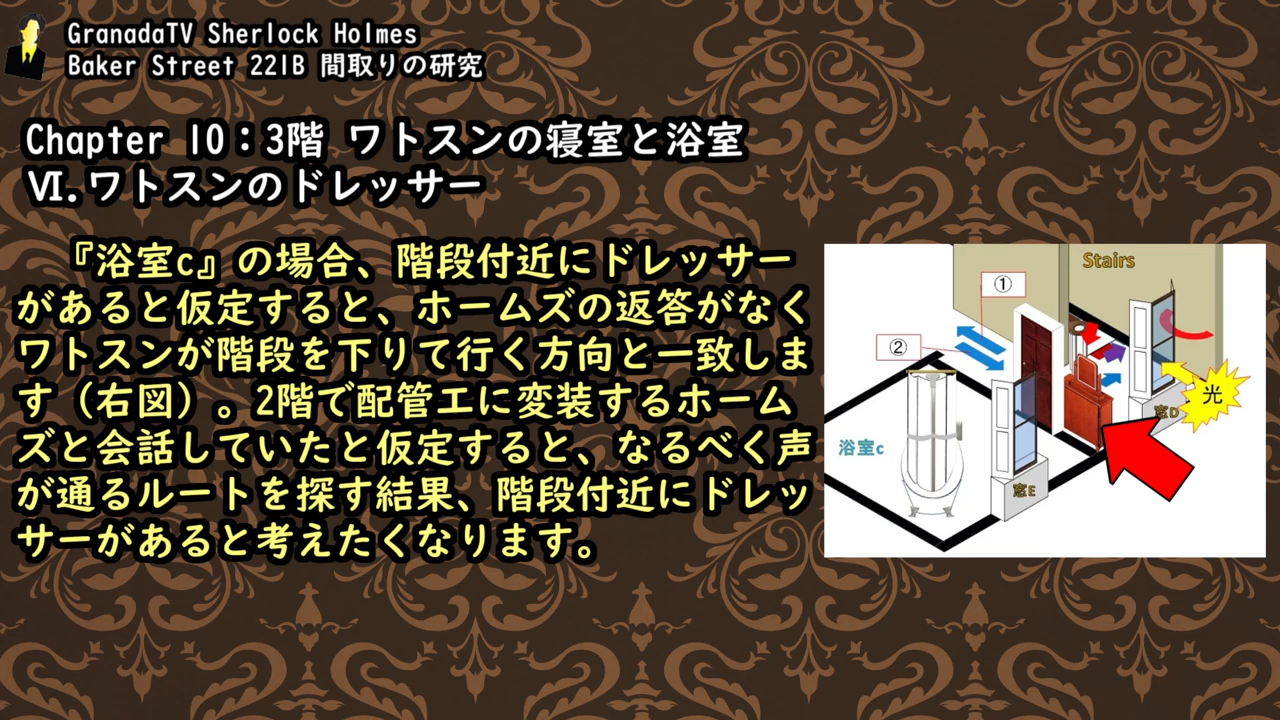 GranadaTV Sherlock Holmes
Baker Street 221B 間取りの研究
Chapter 10：3階 ワトスンの寝室と浴室
Ⅵ.ワトスンのドレッサー
『浴室c』の場合、階段付近にドレッサー
があると仮定すると、ホームズの返答がなく
ワトスンが階段を下りて行く方向と一致しま
す（右図）。2階で配管工に変装するホーム
ズと会話していたと仮定すると、なるべく声
が通るルートを探す結果、階段付近にドレッ
サーがあると考えたくなります。
Stairs
①
②
光
窓D
浴室c
窓E